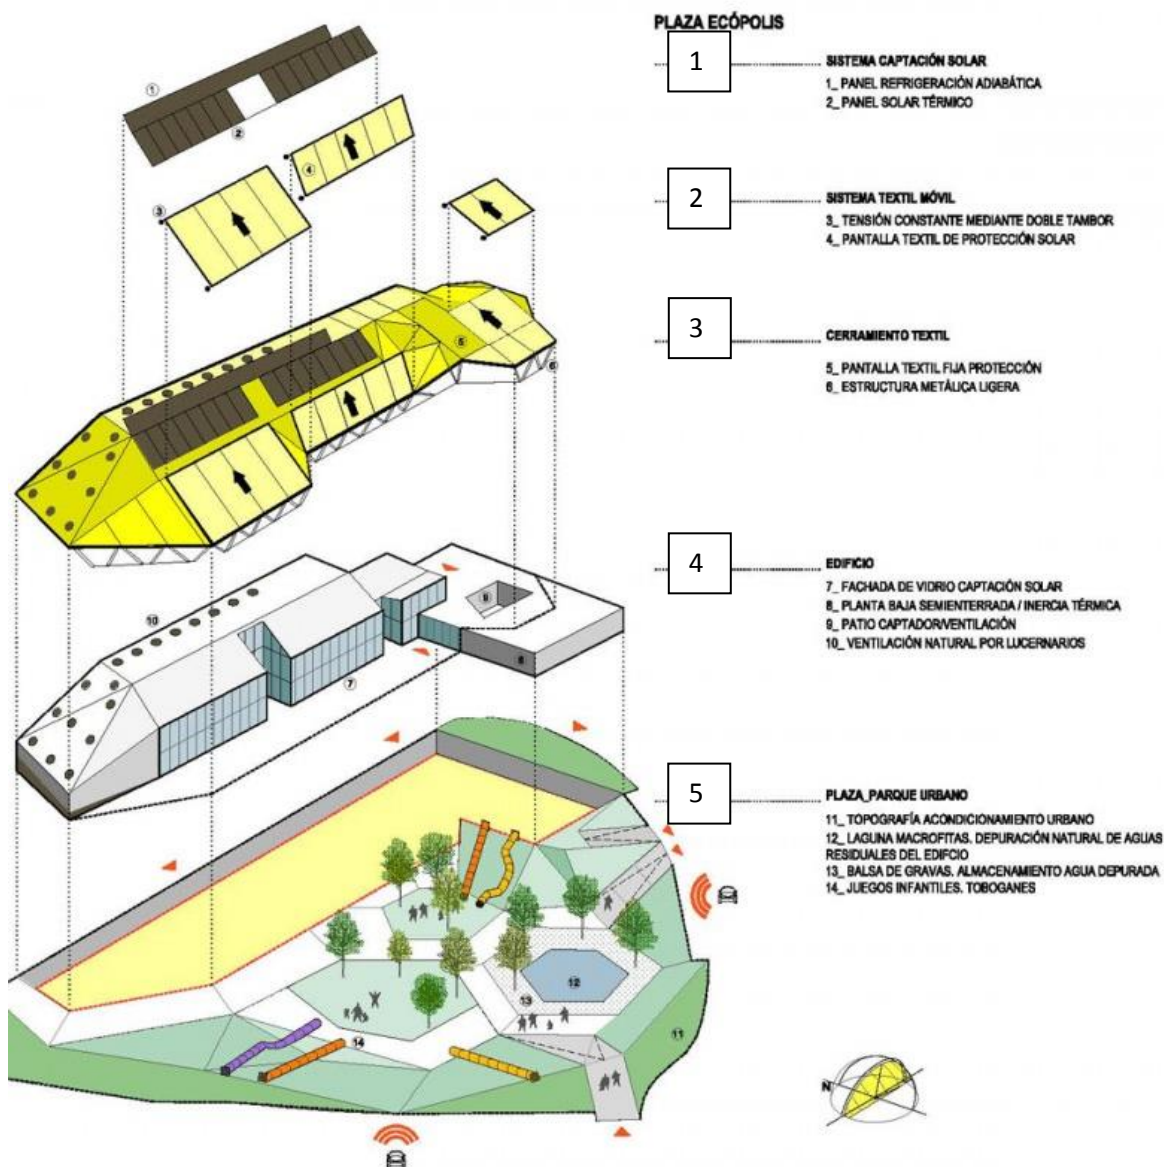 PLAZA ECÓPOLIS
1
SISTEMA CAPTACIÓN SOLAR
1_ PANEL REFRIGERACIÓN ADIABÁTICA
2_ PANEL SOLAR TÉRMICO
2
SISTEMA TEXTIL MÓVIL
3_ TENSIÓN CONSTANTE MEDIANTE DOBLE TAMBOR
4_ PANTALLA TEXTIL DE PROTECCIÓN SOLAR
3
CERRAMIENTO TEXTIL
5_ PANTALLA TEXTIL FIJA PROTECCIÓN
6_ ESTRUCTURA METÁLICA LIGERA
4
EDIFICIO
7_ FACHADA DE VIDRIO CAPTACIÓN SOLAR
8_ PLANTA BAJA SEMIENTERRADA / INERCIA TÉRMICA
9_ PATIO CAPTADOR/VENTILACIÓN
10_ VENTILACIÓN NATURAL POR LUCERNARIOS
5
PLAZA_PARQUE URBANO
11_ TOPOGRAFÍA ACONDICIONAMIENTO URBANO
12_ LAGUNA MACROFITAS. DEPURACIÓN NATURAL DE AGUAS
RESIDUALES DEL EDIFCIO
13_ BALSA DE GRAVAS. ALMACENAMIENTO AGUA DEPURADA
14_ JUEGOS INFANTILES. TOBOGANES
1
2
4
3
5
6
9
10
8
7
12
13
11
14
N